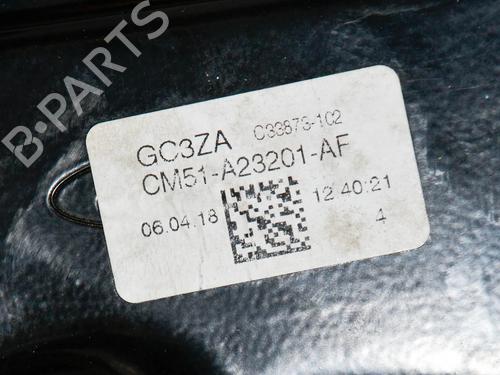 GC3ZA C33873-102
CM51-A23201-AF
06.04.18 12:40:21
4
B-PARTS